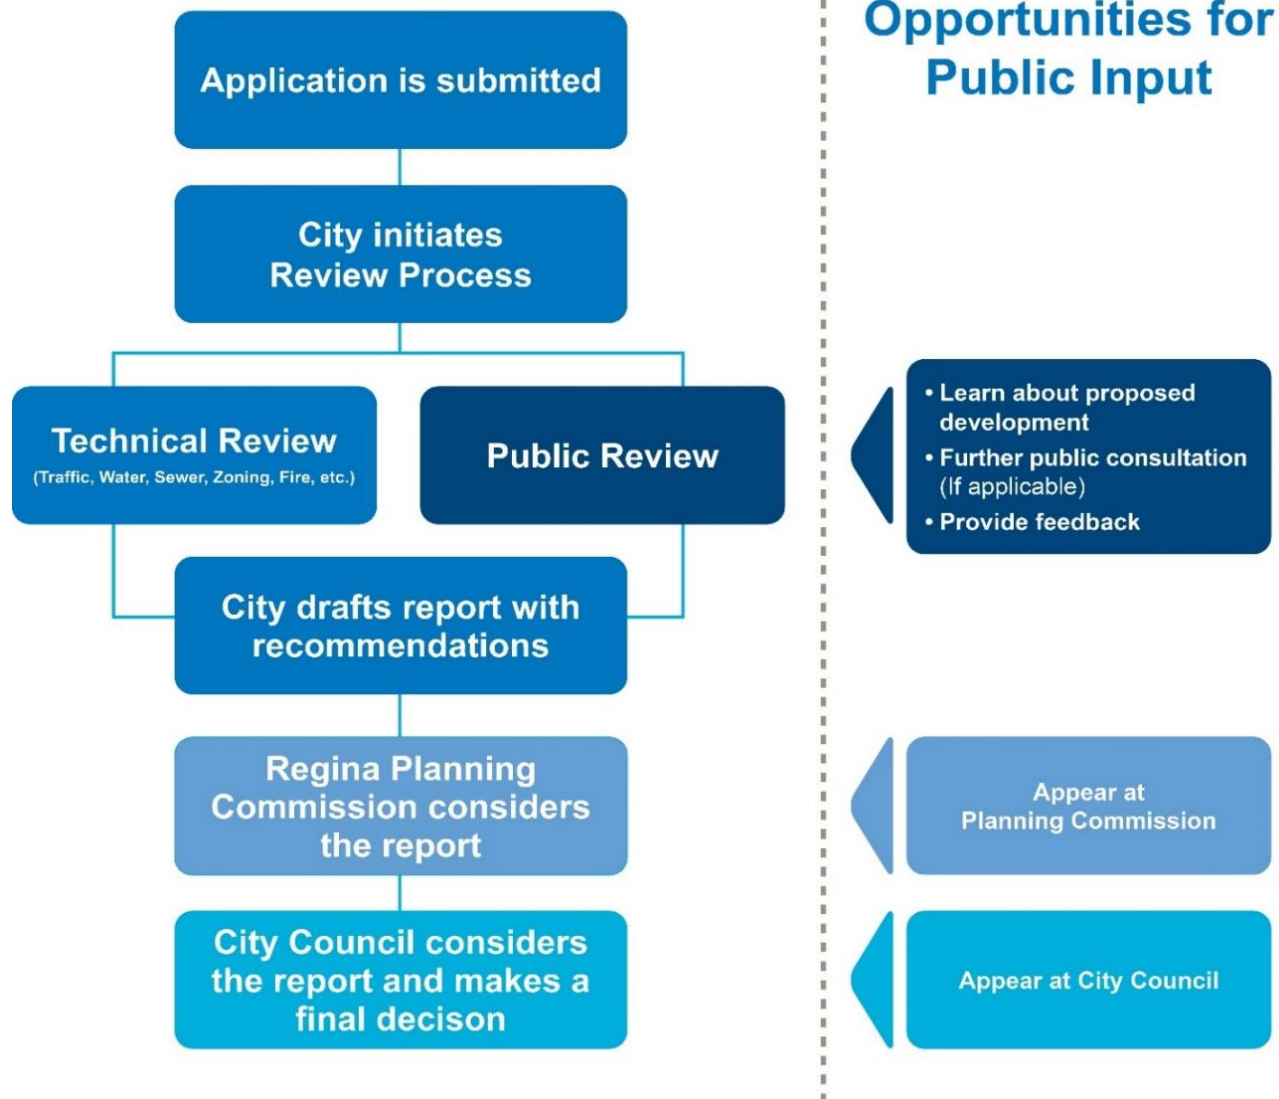 Opportunities for
Public Input
Application is submitted
City initiates
Review Process
Technical Review
(Traffic, Water, Sewer, Zoning, Fire, etc.)
Public Review
• Learn about proposed
development
• Further public consultation
(If applicable)
• Provide feedback
City drafts report with
recommendations
Regina Planning
Commission considers
the report
Appear at
Planning Commission
City Council considers
the report and makes a
final decison
Appear at City Council